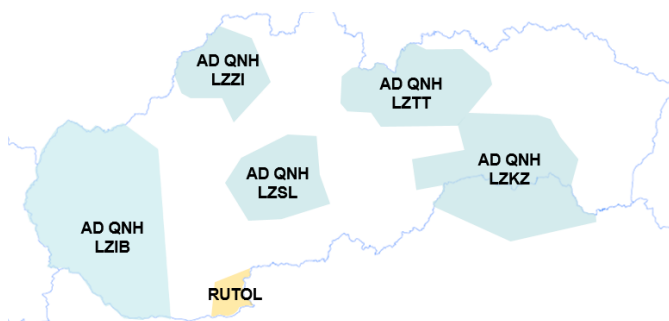 AD QNH
LZZI
AD QNH
LZTT
AD QNH
LZKZ
AD QNH
LZSL
AD QNH
LZIB
RUTOL